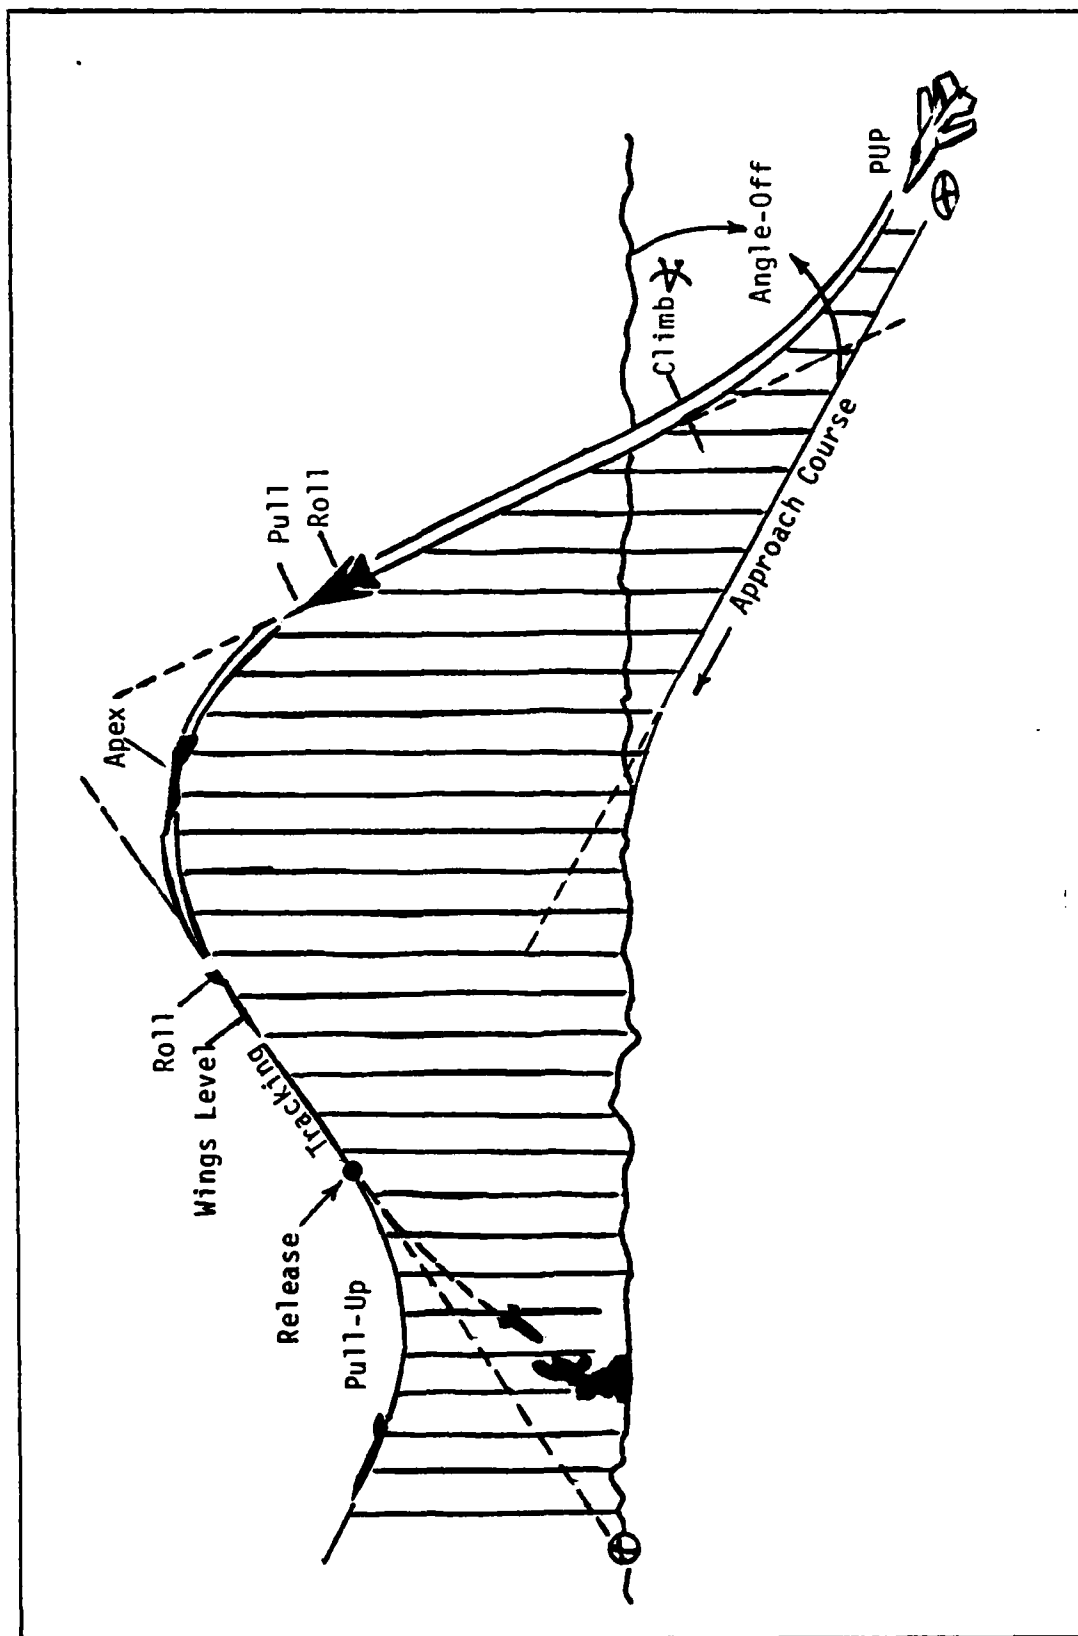 Apex
Pull
Roll
Roll
Wings Level
Tracking
Release
Pull-Up
Climb ∢
Angle-Off
PUP
Approach Course